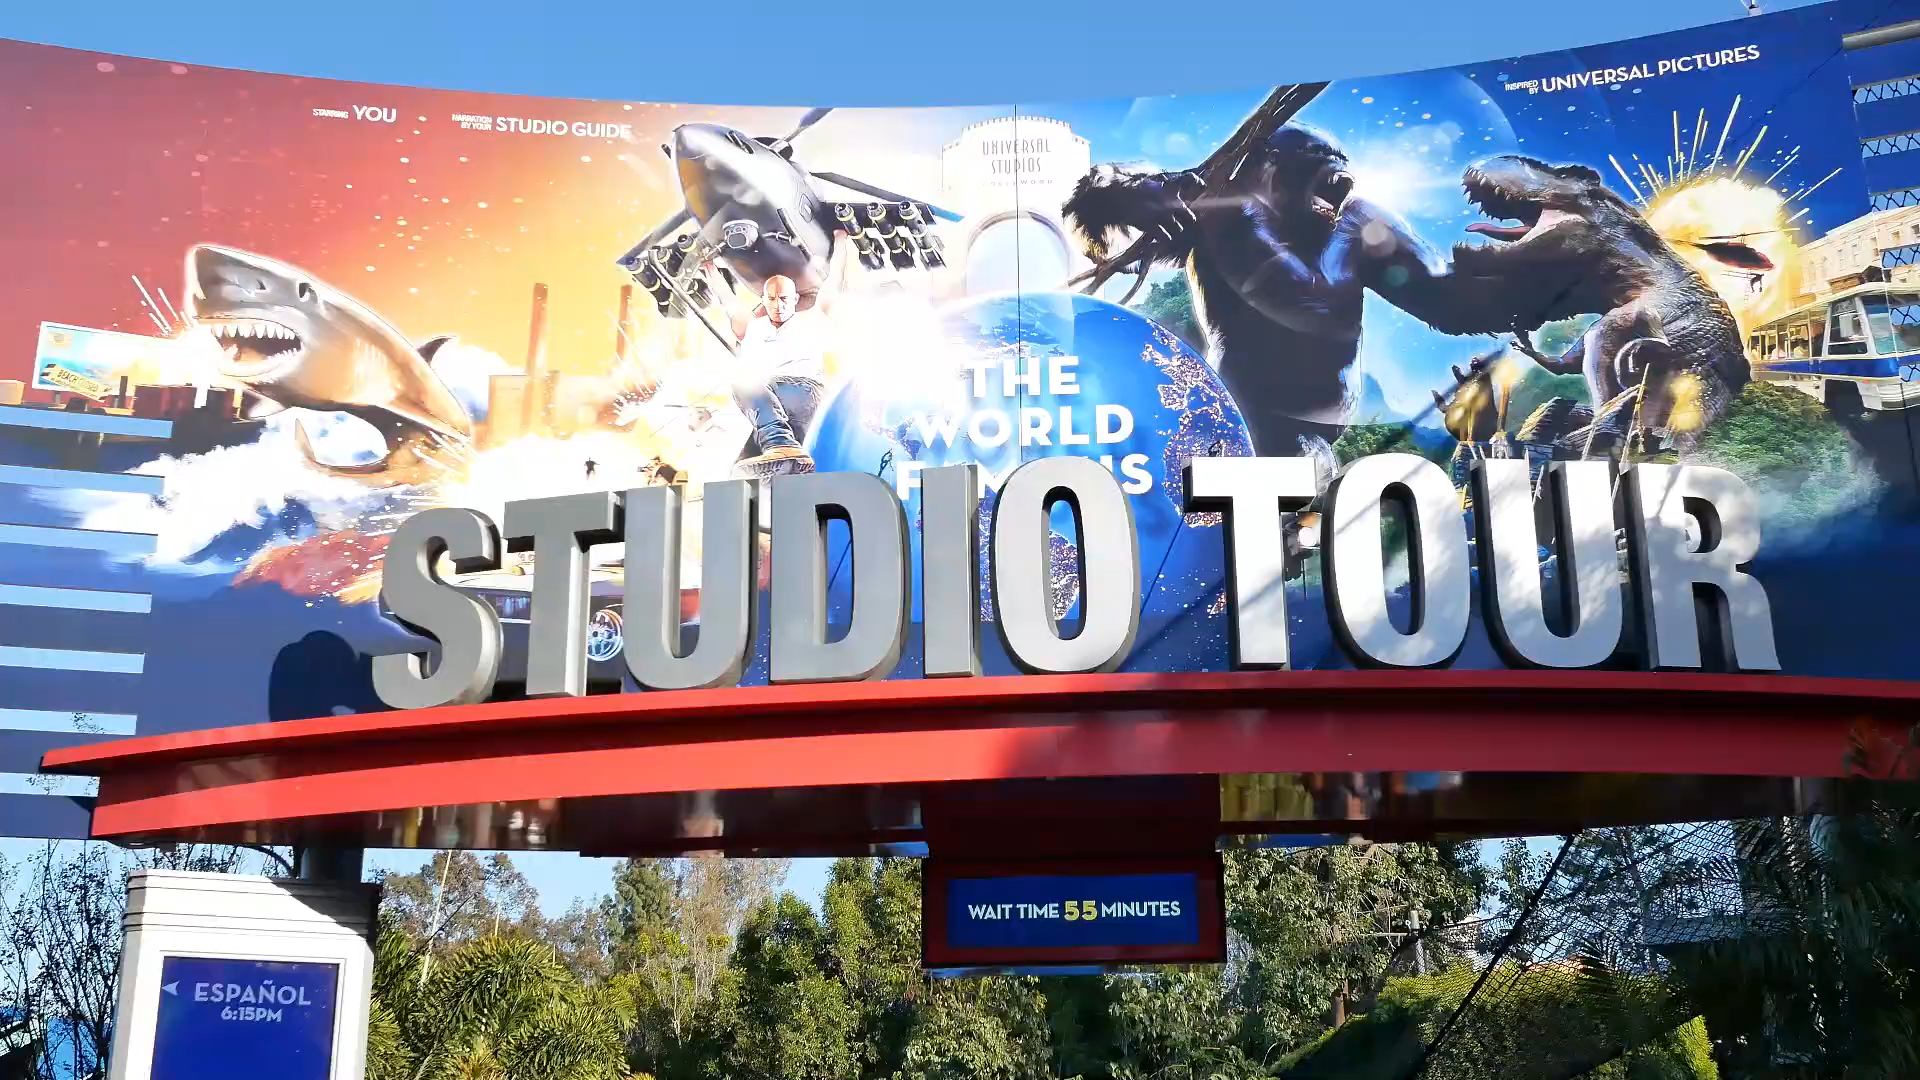 STARRING YOU
NARRATION BY YOUR STUDIO GUIDE
INSPIRED BY UNIVERSAL PICTURES
UNIVERSAL
STUDIOS
HOLLYWOOD
THE
WORLD
STUDIO TOUR
WAIT TIME 55 MINUTES
ESPAÑOL
6:15PM